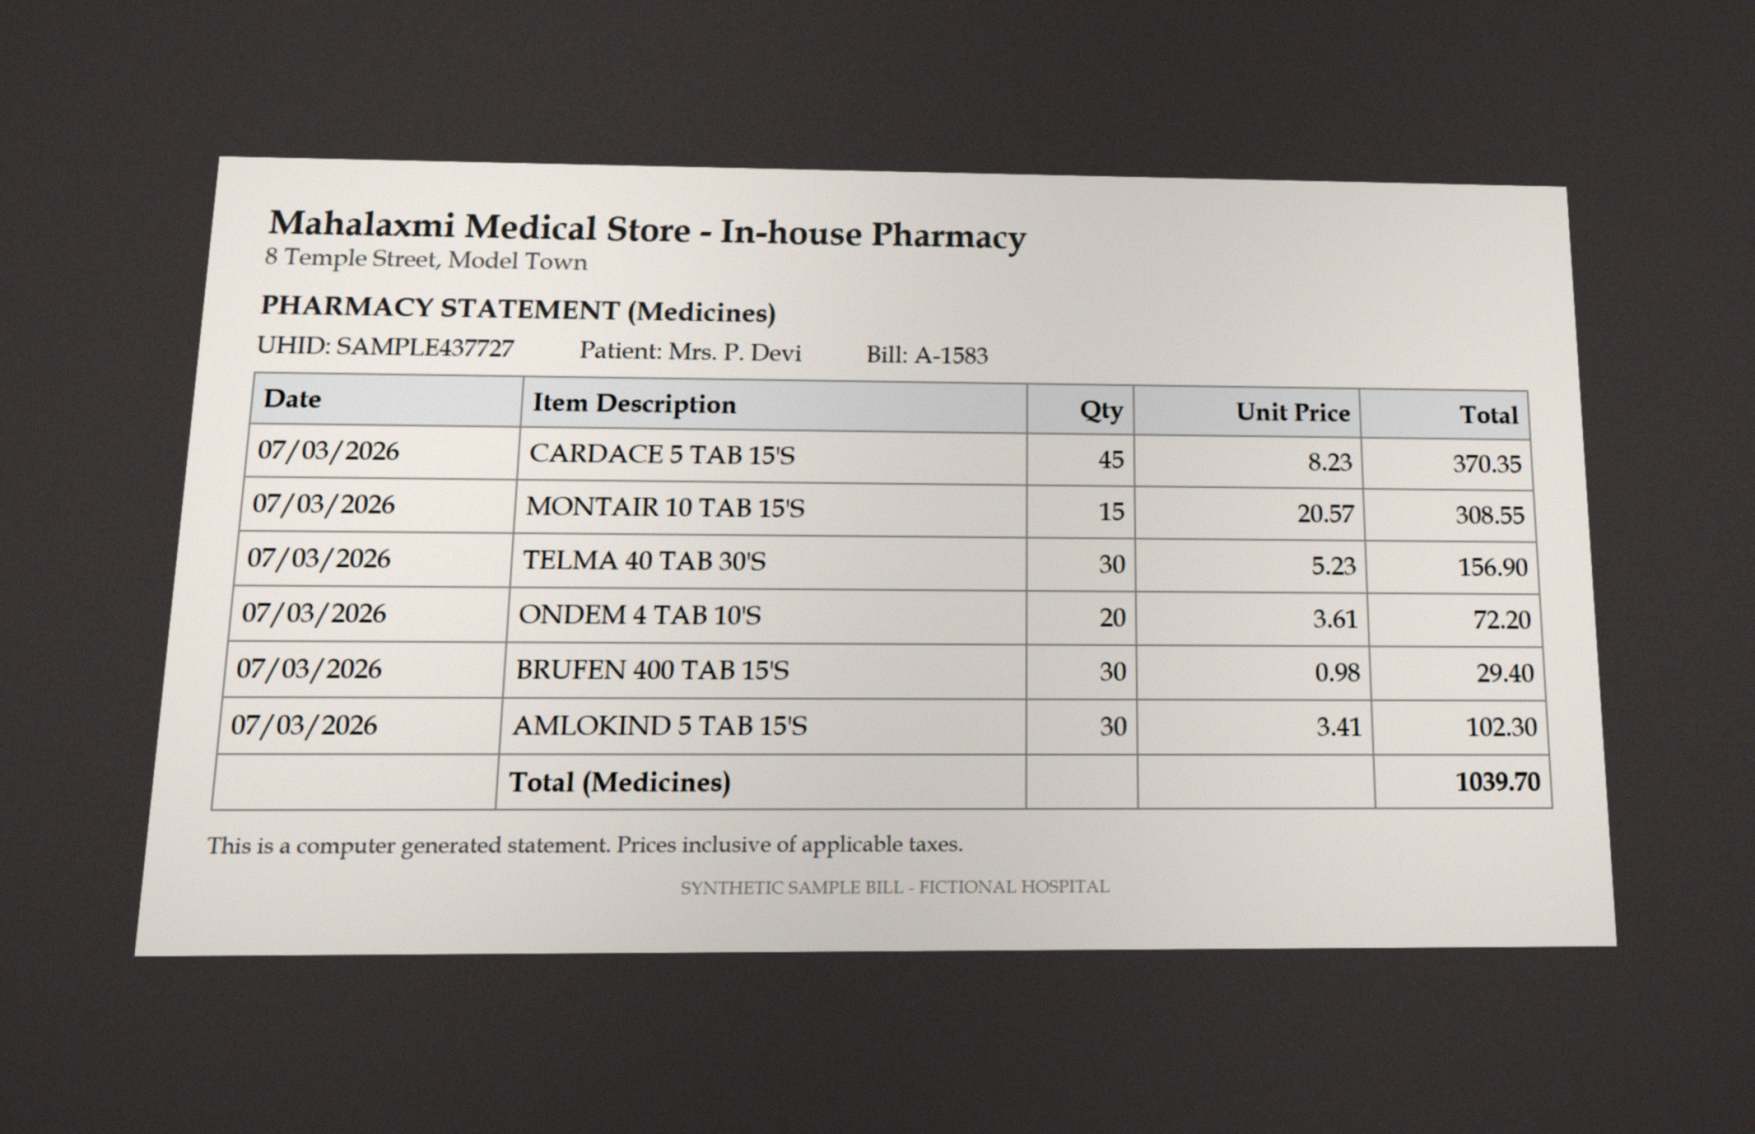 Mahalaxmi Medical Store - In-house Pharmacy
8 Temple Street, Model Town
PHARMACY STATEMENT (Medicines)
UHID: SAMPLE437727 Patient: Mrs. P. Devi Bill: A-1583
Date Item Description Qty Unit Price Total
07/03/2026 CARDACE 5 TAB 15'S 45 8.23 370.35
07/03/2026 MONTAIR 10 TAB 15'S 15 20.57 308.55
07/03/2026 TELMA 40 TAB 30'S 30 5.23 156.90
07/03/2026 ONDEM 4 TAB 10'S 20 3.61 72.20
07/03/2026 BRUFEN 400 TAB 15'S 30 0.98 29.40
07/03/2026 AMLOKIND 5 TAB 15'S 30 3.41 102.30
Total (Medicines) 1039.70
This is a computer generated statement. Prices inclusive of applicable taxes.
SYNTHETIC SAMPLE BILL - FICTIONAL HOSPITAL